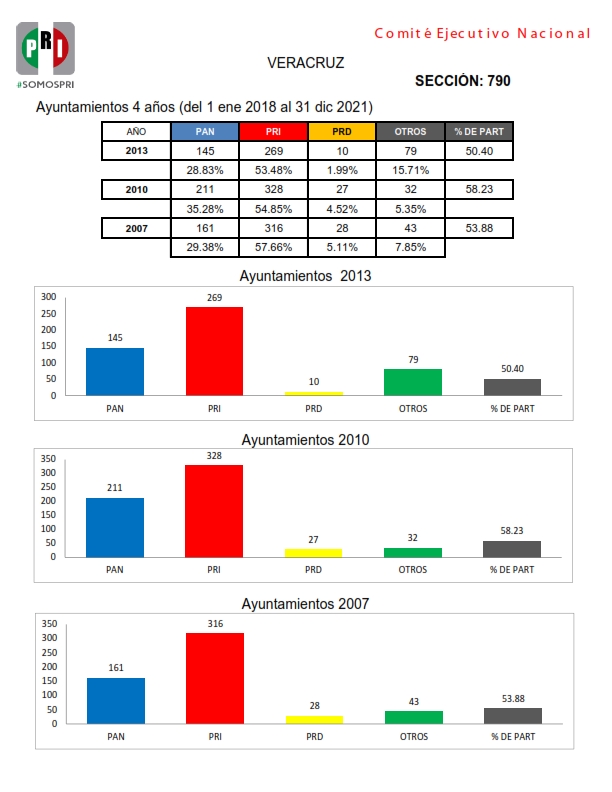 Comité Ejecutivo Nacional
PRI
#SOMOSPRI
VERACRUZ
SECCIÓN: 790
Ayuntamientos 4 años (del 1 ene 2018 al 31 dic 2021)
AÑO PAN PRI PRD OTROS % DE PART
2013 145 269 10 79 50.40
28.83% 53.48% 1.99% 15.71%
2010 211 328 27 32 58.23
35.28% 54.85% 4.52% 5.35%
2007 161 316 28 43 53.88
29.38% 57.66% 5.11% 7.85%
Ayuntamientos 2013
300
269
250
200
145
150
79
100
50.40
50
10
0
PAN PRI PRD OTROS % DE PART
Ayuntamientos 2010
350
328
300
250
211
200
150
100
58.23
50
27 32
0
PAN PRI PRD OTROS % DE PART
Ayuntamientos 2007
350
316
300
250
200
161
150
100
53.88
50
28 43
0
PAN PRI PRD OTROS % DE PART